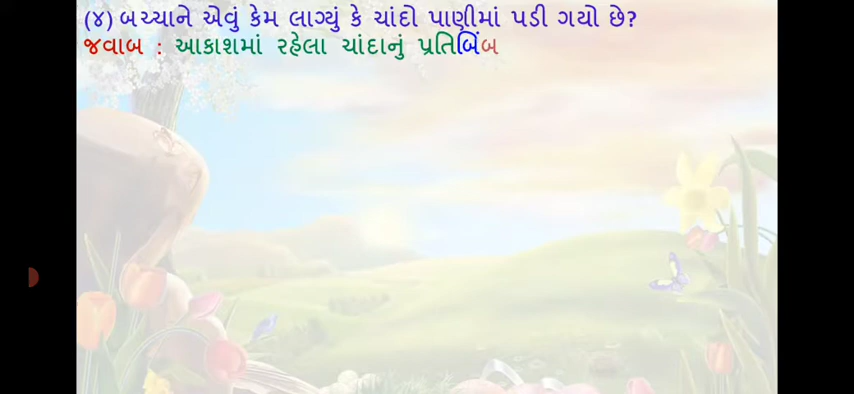 (૪) બચ્ચાને એવું કેમ લાગ્યું કે ચાંદો પાણીમાં પડી ગયો છે?
જવાબ : આકાશમાં રહેલા ચાંદાનું પ્રતિબિંબ